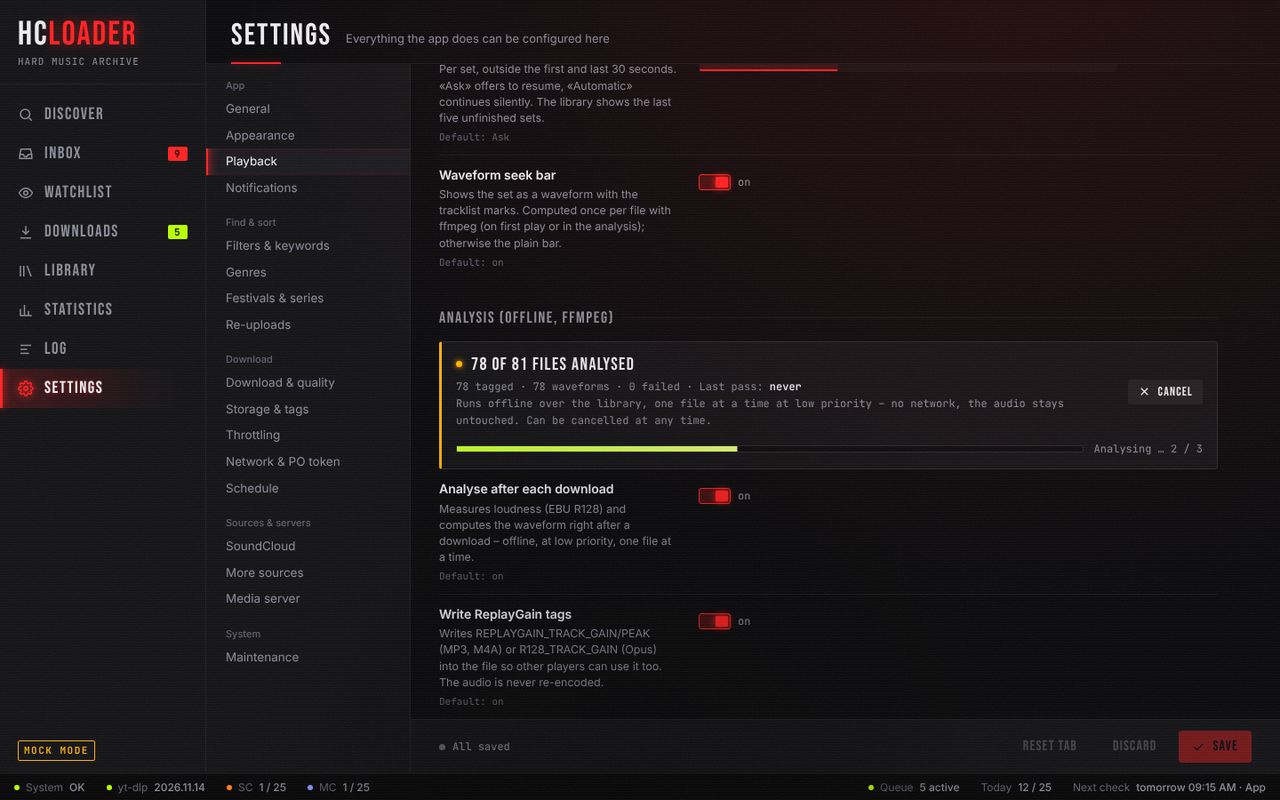 HCLOADER
HARD MUSIC ARCHIVE
DISCOVER
INBOX 9
WATCHLIST
DOWNLOADS 5
LIBRARY
STATISTICS
LOG
SETTINGS
MOCK MODE
SETTINGS Everything the app does can be configured here
App
General
Appearance
Playback
Notifications
Find & sort
Filters & keywords
Genres
Festivals & series
Re-uploads
Download
Download & quality
Storage & tags
Throttling
Network & PO token
Schedule
Sources & servers
SoundCloud
More sources
Media server
System
Maintenance
Per set, outside the first and last 30 seconds.
«Ask» offers to resume, «Automatic»
continues silently. The library shows the last
five unfinished sets.
Default: Ask
Waveform seek bar on
Shows the set as a waveform with the
tracklist marks. Computed once per file with
ffmpeg (on first play or in the analysis);
otherwise the plain bar.
Default: on
ANALYSIS (OFFLINE, FFMPEG)
78 OF 81 FILES ANALYSED
78 tagged · 78 waveforms · 0 failed · Last pass: never
Runs offline over the library, one file at a time at low priority – no network, the audio stays
untouched. Can be cancelled at any time.
CANCEL
Analysing … 2 / 3
Analyse after each download on
Measures loudness (EBU R128) and
computes the waveform right after a
download – offline, at low priority, one file at
a time.
Default: on
Write ReplayGain tags on
Writes REPLAYGAIN_TRACK_GAIN/PEAK
(MP3, M4A) or R128_TRACK_GAIN (Opus)
into the file so other players can use it too.
The audio is never re-encoded.
Default: on
All saved RESET TAB DISCARD SAVE
System OK yt-dlp 2026.11.14 SC 1 / 25 MC 1 / 25 Queue 5 active Today 12 / 25 Next check tomorrow 09:15 AM · App